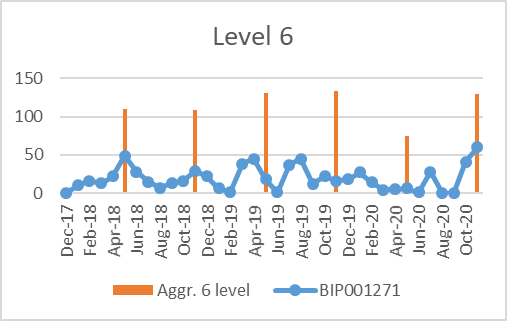 Level 6
150
100
50
0
Dec-17
Feb-18
Apr-18
Jun-18
Aug-18
Oct-18
Dec-18
Feb-19
Apr-19
Jun-19
Aug-19
Oct-19
Dec-19
Feb-20
Apr-20
Jun-20
Aug-20
Oct-20
Aggr. 6 level BIP001271